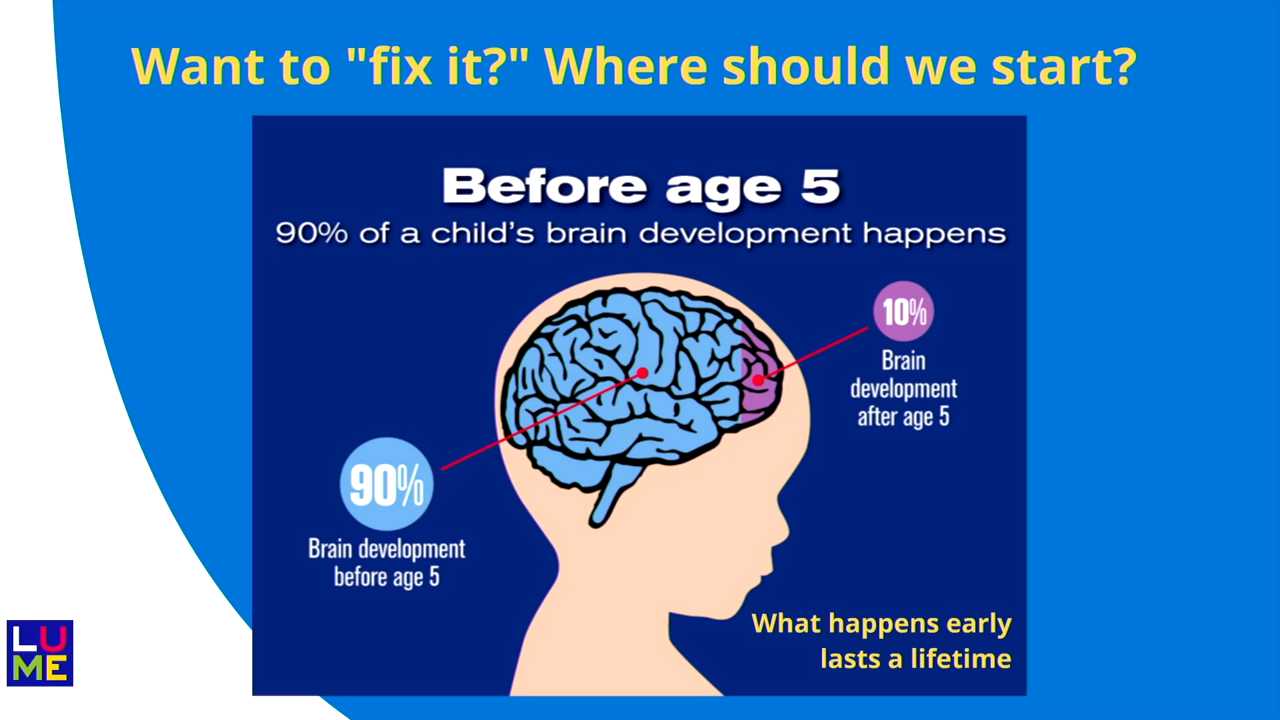 Want to "fix it?" Where should we start?
Before age 5
90% of a child's brain development happens
10%
Brain
development
after age 5
90%
Brain development
before age 5
What happens early
lasts a lifetime
LU
ME